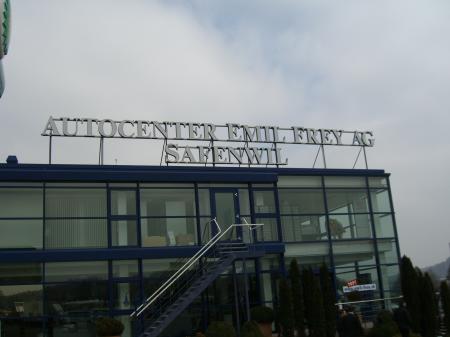 AUTOCENTER EMIL FREY AG
SAFENWIL